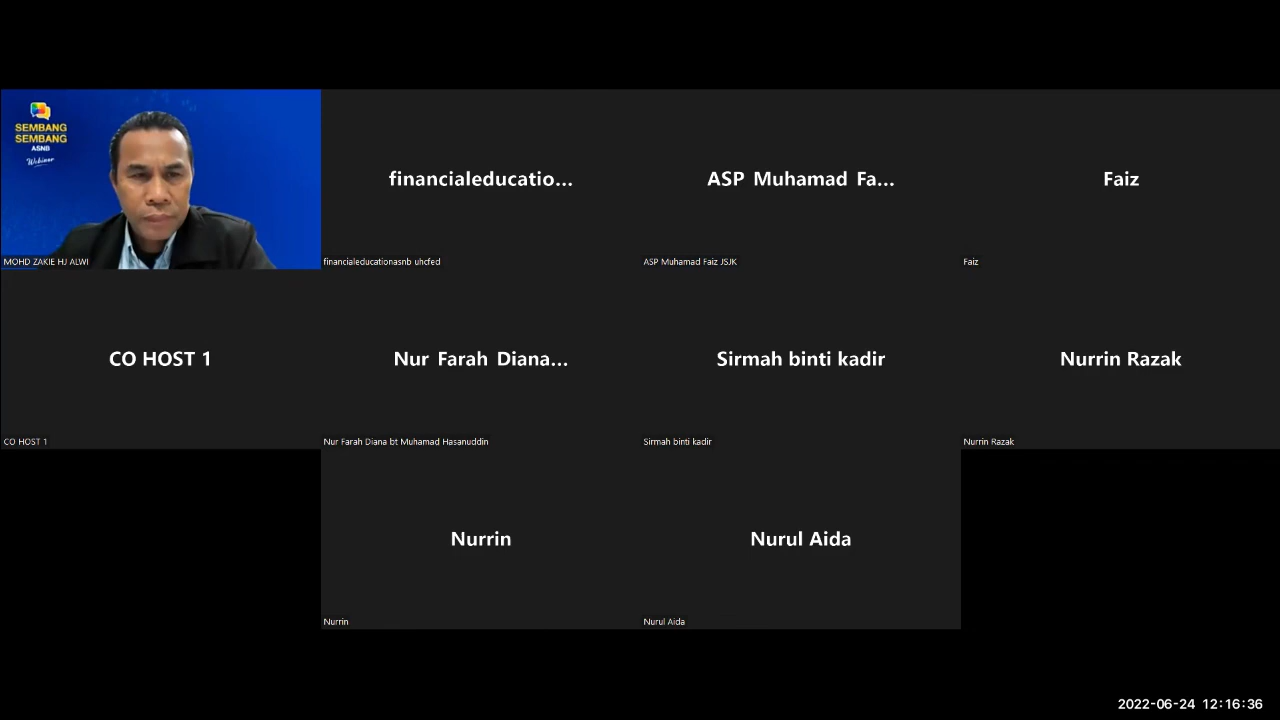 SEMBANG
SEMBANG
ASNB
Webinar
MOHD ZAKIE HJ ALWI
financialeducatio...
financialeducationasnb uhcfed
ASP Muhamad Fa...
ASP Muhamad Faiz JSJK
Faiz
Faiz
CO HOST 1
CO HOST 1
Nur Farah Diana...
Nur Farah Diana bt Muhamad Hasanuddin
Sirmah binti kadir
Sirmah binti kadir
Nurrin Razak
Nurrin Razak
Nurrin
Nurrin
Nurul Aida
Nurul Aida
2022-06-24 12:16:36